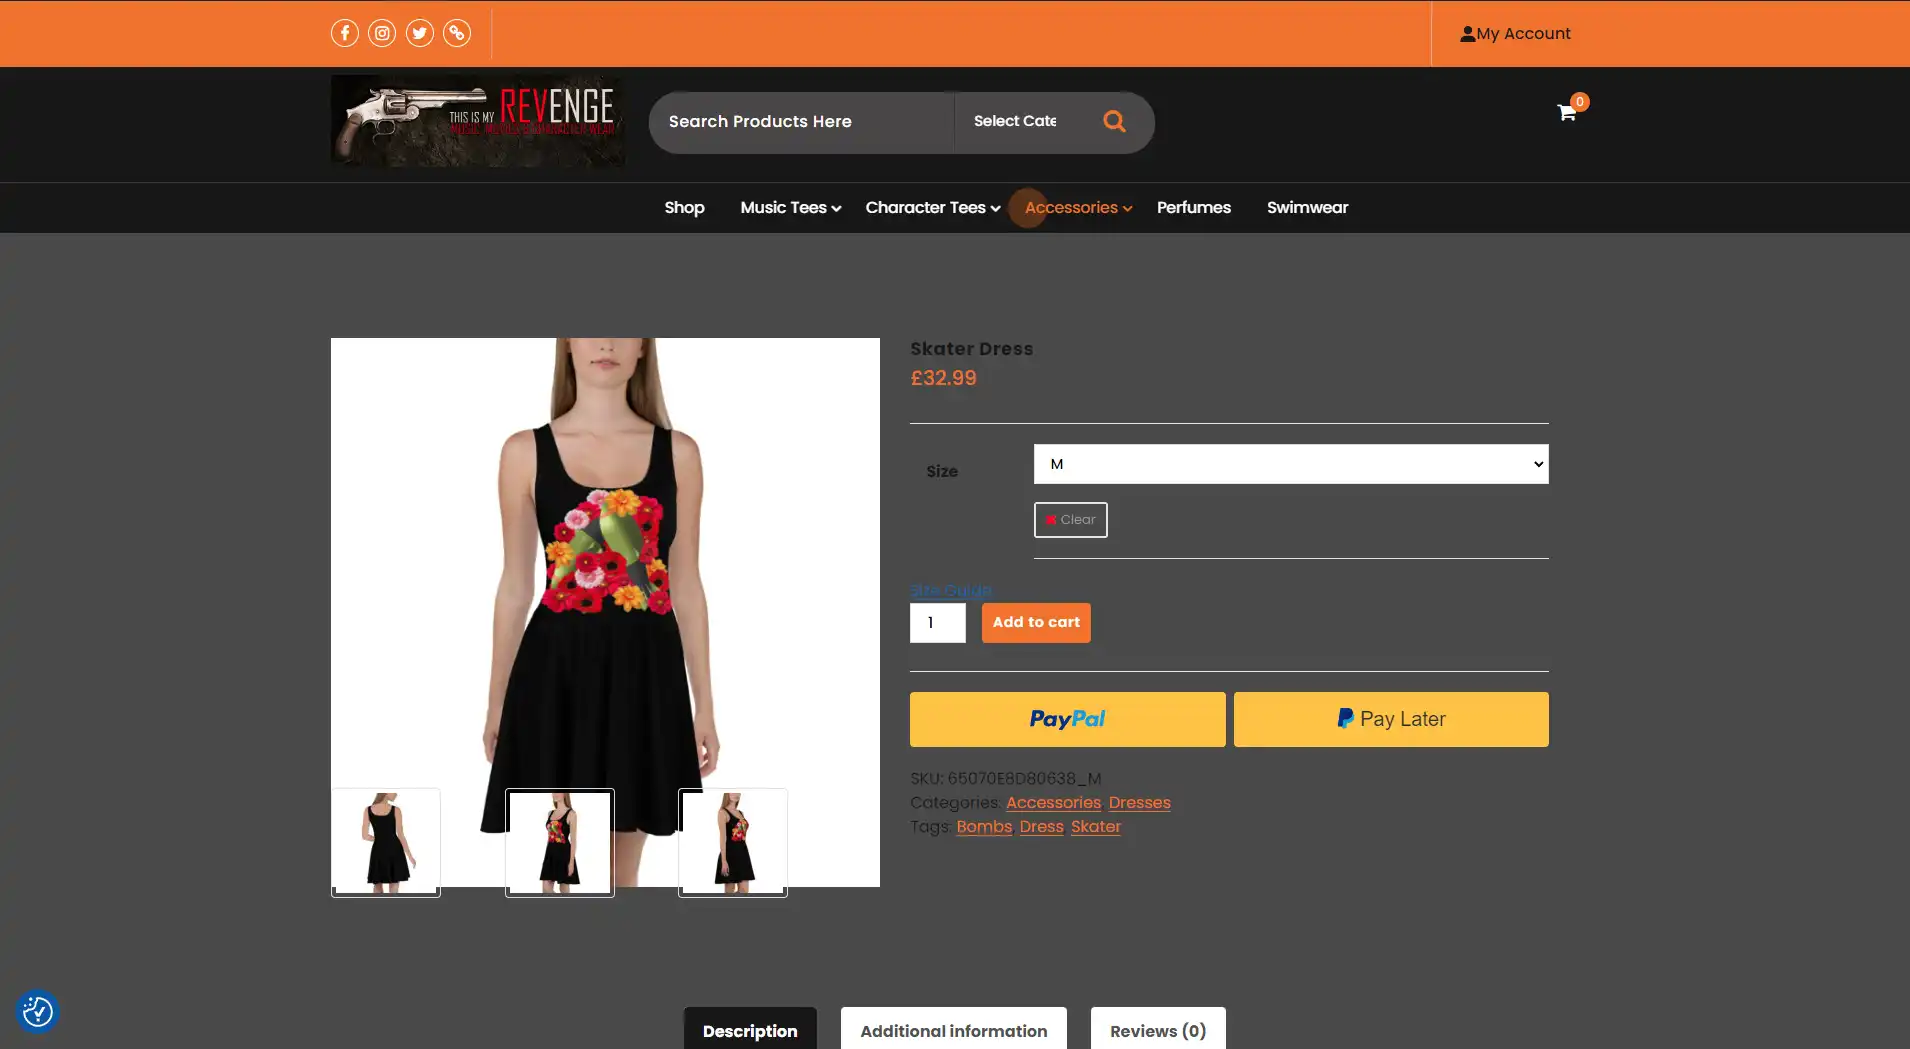 My Account
THIS IS MY REVENGE
Search Products Here
Select Cate
0
Shop
Music Tees
Character Tees
Accessories
Perfumes
Swimwear
Skater Dress
£32.99
Size
M
Clear
Size Guide
1
Add to cart
PayPal
Pay Later
SKU: 65070E8D80638_M
Categories: Accessories, Dresses
Tags: Bombs, Dress, Skater
Description
Additional information
Reviews (0)